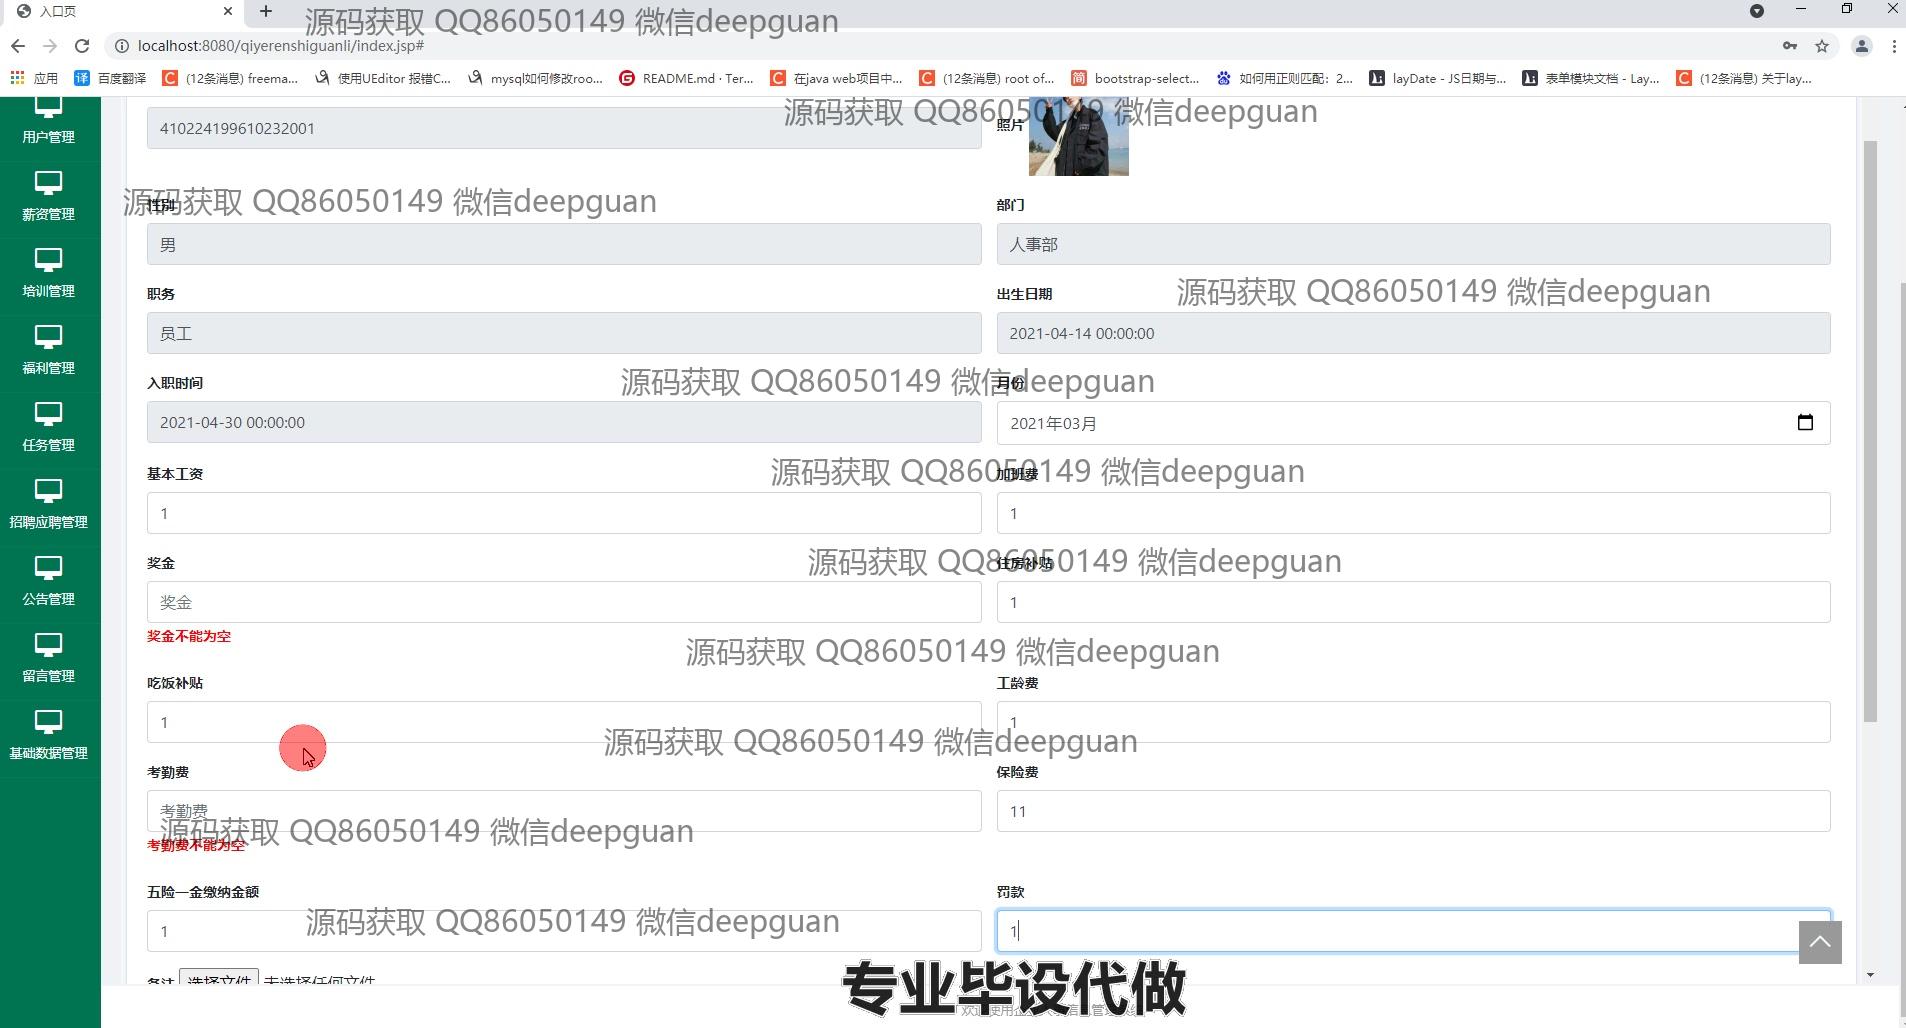 入口页
源码获取 QQ86050149 微信deepguan
localhost:8080/qiyerenshiguanli/index.jsp#
应用
百度翻译
(12条消息) freema...
使用UEditor 报错C...
mysql如何修改roo...
README.md · Ter...
在java web项目中...
(12条消息) root of...
bootstrap-select...
如何用正则匹配：2...
layDate - JS日期与...
表单模块文档 - Lay...
(12条消息) 关于lay...
源码获取 QQ86050149 微信deepguan
410224199610232001
照片
用户管理
源码获取 QQ86050149 微信deepguan
性别
部门
薪资管理
男
人事部
培训管理
职务
出生日期
源码获取 QQ86050149 微信deepguan
员工
2021-04-14 00:00:00
福利管理
入职时间
月份
源码获取 QQ86050149 微信deepguan
2021-04-30 00:00:00
2021年03月
任务管理
基本工资
加班费
源码获取 QQ86050149 微信deepguan
1
1
招聘应聘管理
奖金
住房补贴
源码获取 QQ86050149 微信deepguan
奖金
1
公告管理
奖金不能为空
源码获取 QQ86050149 微信deepguan
留言管理
吃饭补贴
工龄费
1
1
源码获取 QQ86050149 微信deepguan
基础数据管理
考勤费
保险费
考勤费
11
源码获取 QQ86050149 微信deepguan
考勤费不能为空
五险一金缴纳金额
罚款
源码获取 QQ86050149 微信deepguan
1
1
备注 选择文件 未选择任何文件
专业毕设代做